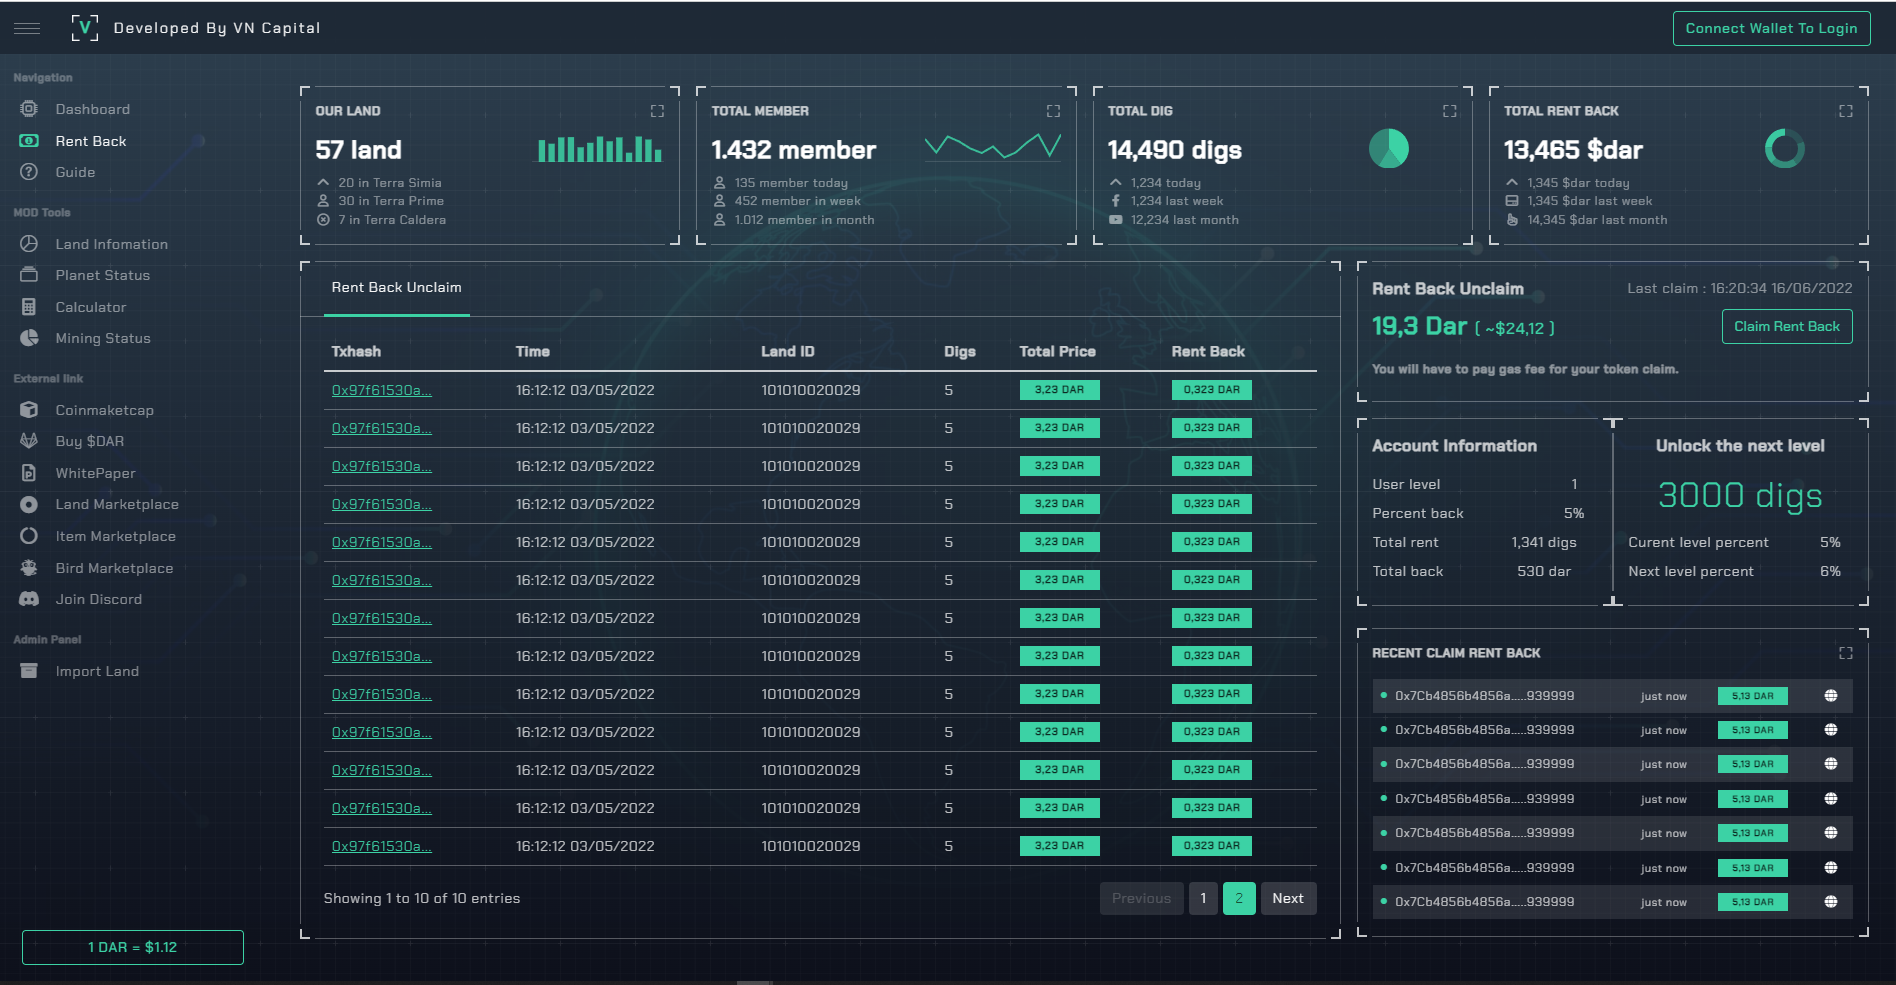 Developed By VN Capital
Connect Wallet To Login
Navigation
Dashboard
Rent Back
Guide
MOD Tools
Land Infomation
Planet Status
Calculator
Mining Status
External link
Coinmaketcap
Buy $DAR
WhitePaper
Land Marketplace
Item Marketplace
Bird Marketplace
Join Discord
Admin Panel
Import Land
1 DAR = $1.12
OUR LAND
57 land
20 in Terra Simia
30 in Terra Prime
7 in Terra Caldera
TOTAL MEMBER
1.432 member
135 member today
452 member in week
1.012 member in month
TOTAL DIG
14,490 digs
1,234 today
1,234 last week
12,234 last month
TOTAL RENT BACK
13,465 $dar
1,345 $dar today
1,345 $dar last week
14,345 $dar last month
Rent Back Unclaim
Txhash Time Land ID Digs Total Price Rent Back
0x97f61530a... 16:12:12 03/05/2022 101010020029 5 3,23 DAR 0,323 DAR
0x97f61530a... 16:12:12 03/05/2022 101010020029 5 3,23 DAR 0,323 DAR
0x97f61530a... 16:12:12 03/05/2022 101010020029 5 3,23 DAR 0,323 DAR
0x97f61530a... 16:12:12 03/05/2022 101010020029 5 3,23 DAR 0,323 DAR
0x97f61530a... 16:12:12 03/05/2022 101010020029 5 3,23 DAR 0,323 DAR
0x97f61530a... 16:12:12 03/05/2022 101010020029 5 3,23 DAR 0,323 DAR
0x97f61530a... 16:12:12 03/05/2022 101010020029 5 3,23 DAR 0,323 DAR
0x97f61530a... 16:12:12 03/05/2022 101010020029 5 3,23 DAR 0,323 DAR
0x97f61530a... 16:12:12 03/05/2022 101010020029 5 3,23 DAR 0,323 DAR
0x97f61530a... 16:12:12 03/05/2022 101010020029 5 3,23 DAR 0,323 DAR
0x97f61530a... 16:12:12 03/05/2022 101010020029 5 3,23 DAR 0,323 DAR
0x97f61530a... 16:12:12 03/05/2022 101010020029 5 3,23 DAR 0,323 DAR
0x97f61530a... 16:12:12 03/05/2022 101010020029 5 3,23 DAR 0,323 DAR
Showing 1 to 10 of 10 entries
Previous 1 2 Next
Rent Back Unclaim Last claim : 16:20:34 16/06/2022
19,3 Dar ( ~$24,12 ) Claim Rent Back
You will have to pay gas fee for your token claim.
Account Information
User level 1
Percent back 5%
Total rent 1,341 digs
Total back 530 dar
Unlock the next level
3000 digs
Curent level percent 5%
Next level percent 6%
RECENT CLAIM RENT BACK
0x7Cb4856b4856a.....939999 just now 5,13 DAR
0x7Cb4856b4856a.....939999 just now 5,13 DAR
0x7Cb4856b4856a.....939999 just now 5,13 DAR
0x7Cb4856b4856a.....939999 just now 5,13 DAR
0x7Cb4856b4856a.....939999 just now 5,13 DAR
0x7Cb4856b4856a.....939999 just now 5,13 DAR
0x7Cb4856b4856a.....939999 just now 5,13 DAR